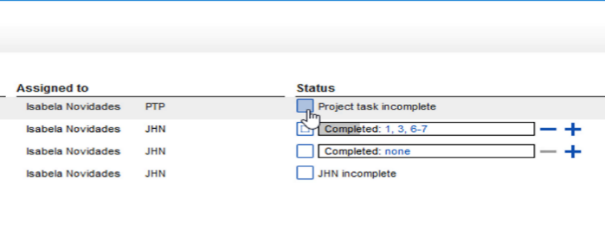 Assigned to Status
Isabela Novidades PTP Project task incomplete
Isabela Novidades JHN Completed: 1, 3, 6-7
Isabela Novidades JHN Completed: none
Isabela Novidades JHN JHN incomplete